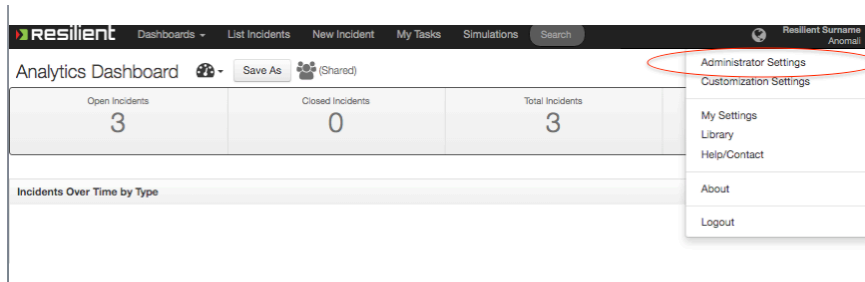 Resilient Dashboards List Incidents New Incident My Tasks Simulations Search Resilient Surname
Anomali
Analytics Dashboard Save As (Shared)
Administrator Settings
Customization Settings
Open Incidents Closed Incidents Total Incidents
3 0 3
My Settings
Library
Help/Contact
Incidents Over Time by Type
About
Logout